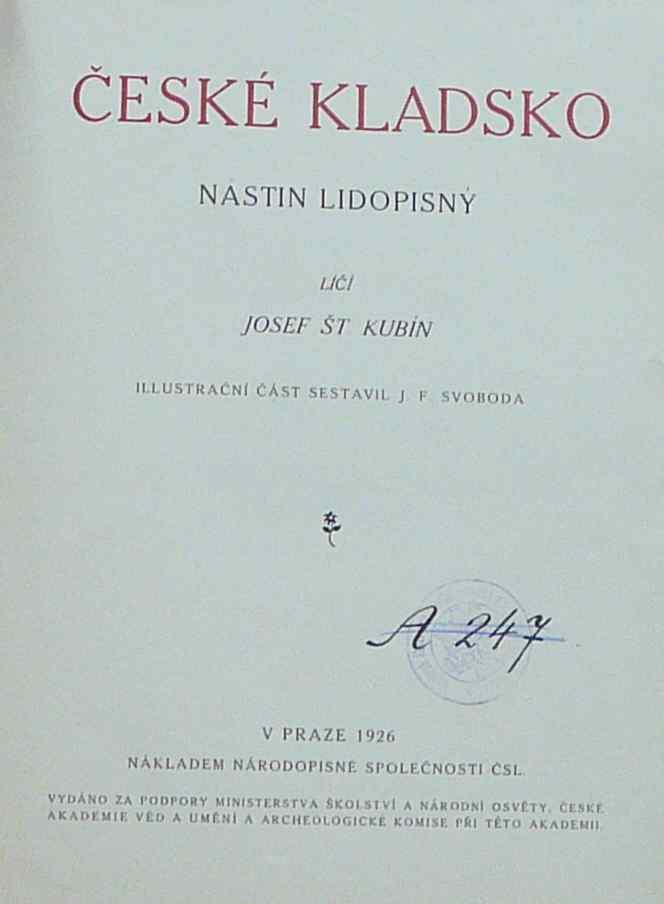 ČESKÉ KLADSKO
NÁSTIN LIDOPISNÝ
LÍČÍ
JOSEF ŠT KUBÍN
ILLUSTRAČNÍ ČÁST SESTAVIL J. F. SVOBODA
A 247
V PRAZE 1926
NÁKLADEM NÁRODOPISNÉ SPOLEČNOSTI ČSL.
VYDÁNO ZA PODPORY MINISTERSTVA ŠKOLSTVÍ A NÁRODNÍ OSVĚTY, ČESKÉ
AKADEMIE VĚD A UMĚNÍ A ARCHEOLOGICKÉ KOMISE PŘI TÉTO AKADEMII.